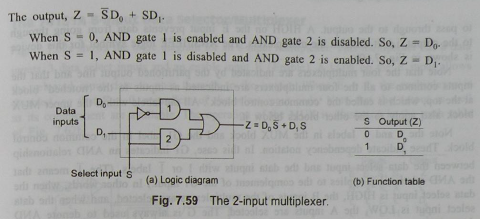 The output, Z = S̅D₀ + SD₁.
When S = 0, AND gate 1 is enabled and AND gate 2 is disabled. So, Z = D₀.
When S = 1, AND gate 1 is disabled and AND gate 2 is enabled. So, Z = D₁.
Data
inputs
D₀
D₁
1
2
Z = D₀S̅ + D₁S
Select input S
(a) Logic diagram
S Output (Z)
0 D₀
1 D₁
(b) Function table
Fig. 7.59 The 2-input multiplexer.